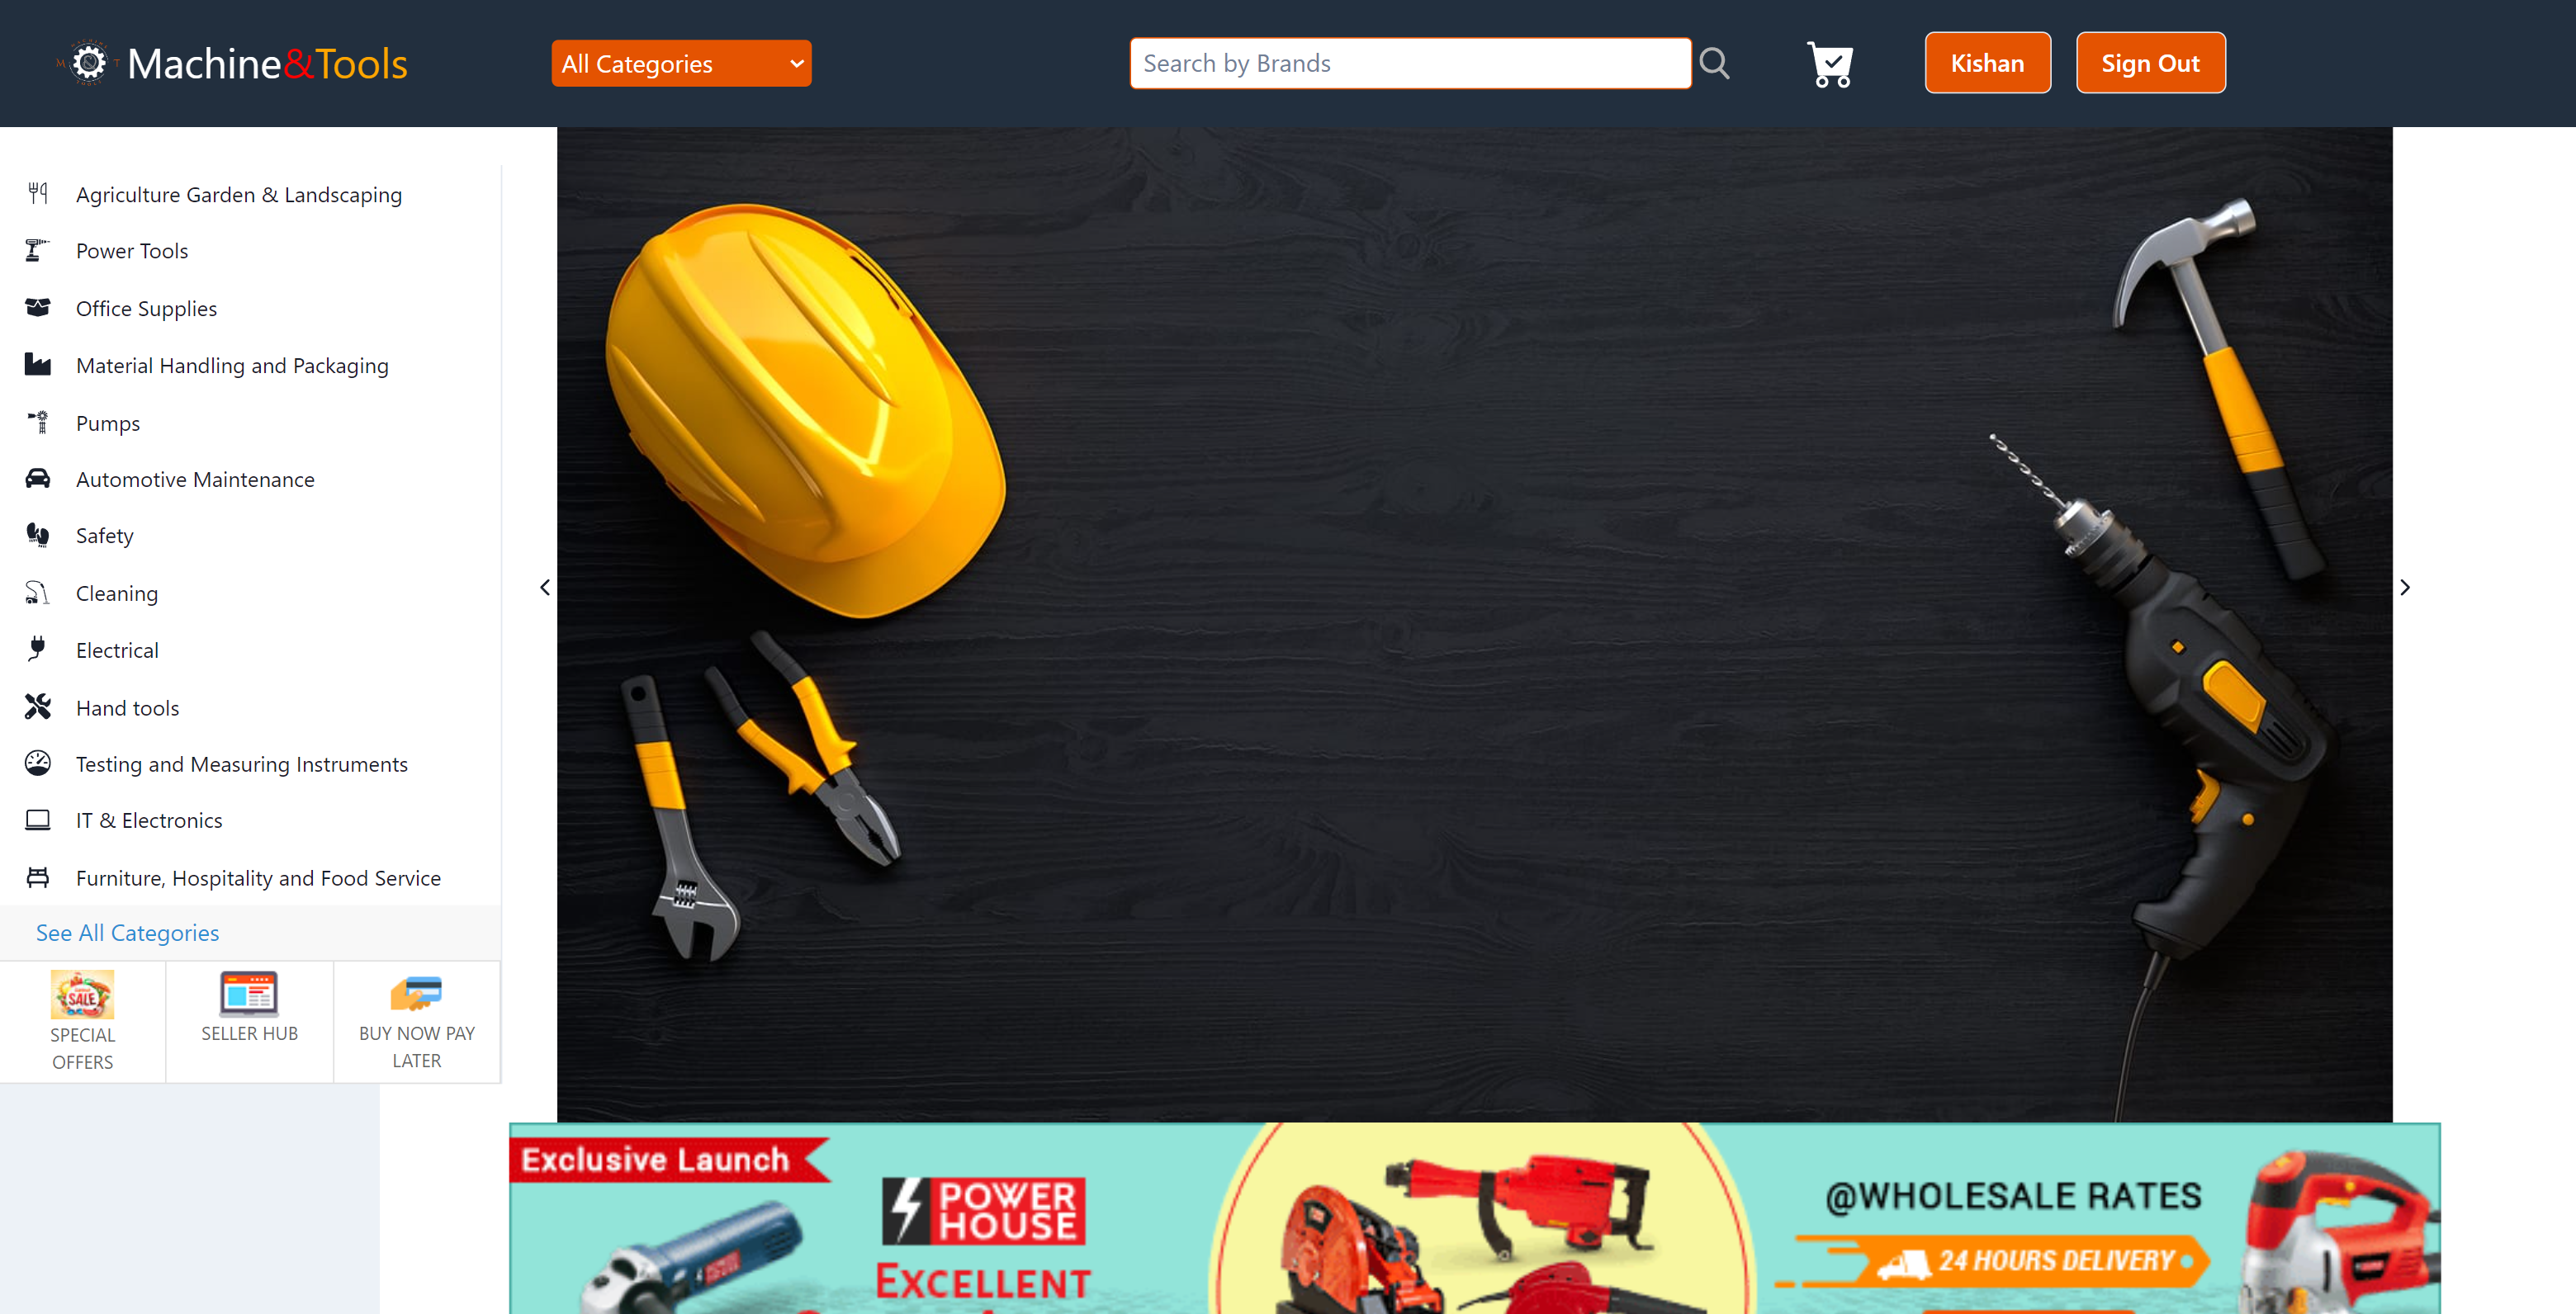 Machine&Tools
All Categories
Search by Brands
Kishan
Sign Out
Agriculture Garden & Landscaping
Power Tools
Office Supplies
Material Handling and Packaging
Pumps
Automotive Maintenance
Safety
Cleaning
Electrical
Hand tools
Testing and Measuring Instruments
IT & Electronics
Furniture, Hospitality and Food Service
See All Categories
SALE
SPECIAL
OFFERS
SELLER HUB
BUY NOW PAY
LATER
Exclusive Launch
POWER
HOUSE
EXCELLENT
@WHOLESALE RATES
24 HOURS DELIVERY